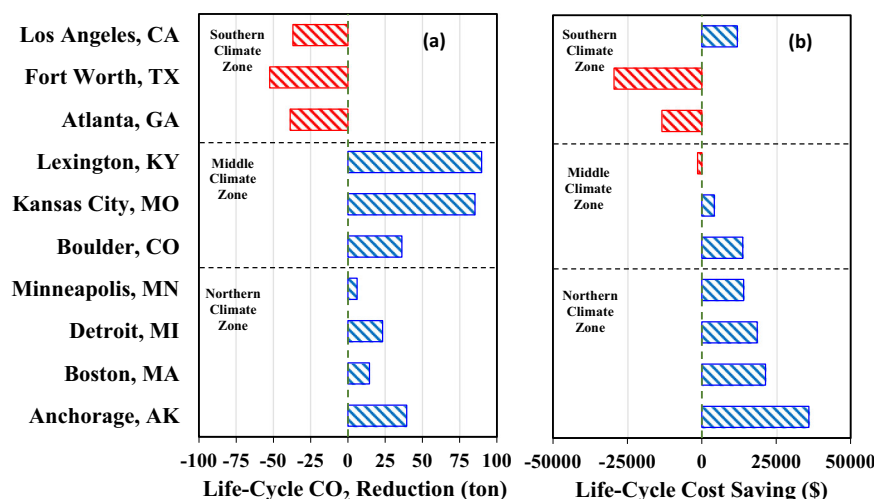 Los Angeles, CA
Fort Worth, TX
Atlanta, GA
Lexington, KY
Kansas City, MO
Boulder, CO
Minneapolis, MN
Detroit, MI
Boston, MA
Anchorage, AK
Southern
Climate
Zone
(a)
Middle
Climate
Zone
Northern
Climate
Zone
-100 -75 -50 -25 0 25 50 75 100
Life-Cycle CO₂ Reduction (ton)
Southern
Climate
Zone
(b)
Middle
Climate
Zone
Northern
Climate
Zone
-50000 -25000 0 25000 50000
Life-Cycle Cost Saving ($)